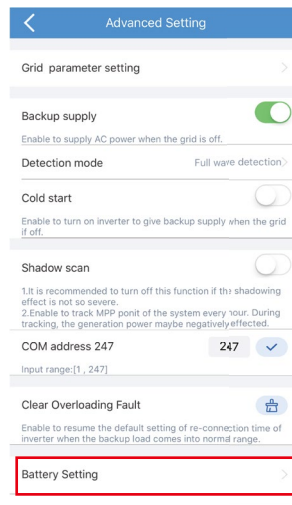 Advanced Setting
Grid parameter setting
Backup supply
Enable to supply AC power when the grid is off.
Detection mode
Full wave detection
Cold start
Enable to turn on inverter to give backup supply when the grid
if off.
Shadow scan
1.It is recommended to turn off this function if the shadowing
effect is not so severe.
2.Enable to track MPP ponit of the system every hour. During
tracking, the generation power maybe negatively effected.
COM address 247
247
Input range:[1 , 247]
Clear Overloading Fault
Enable to resume the default setting of re-connection time of
inverter when the backup load comes into normal range.
Battery Setting